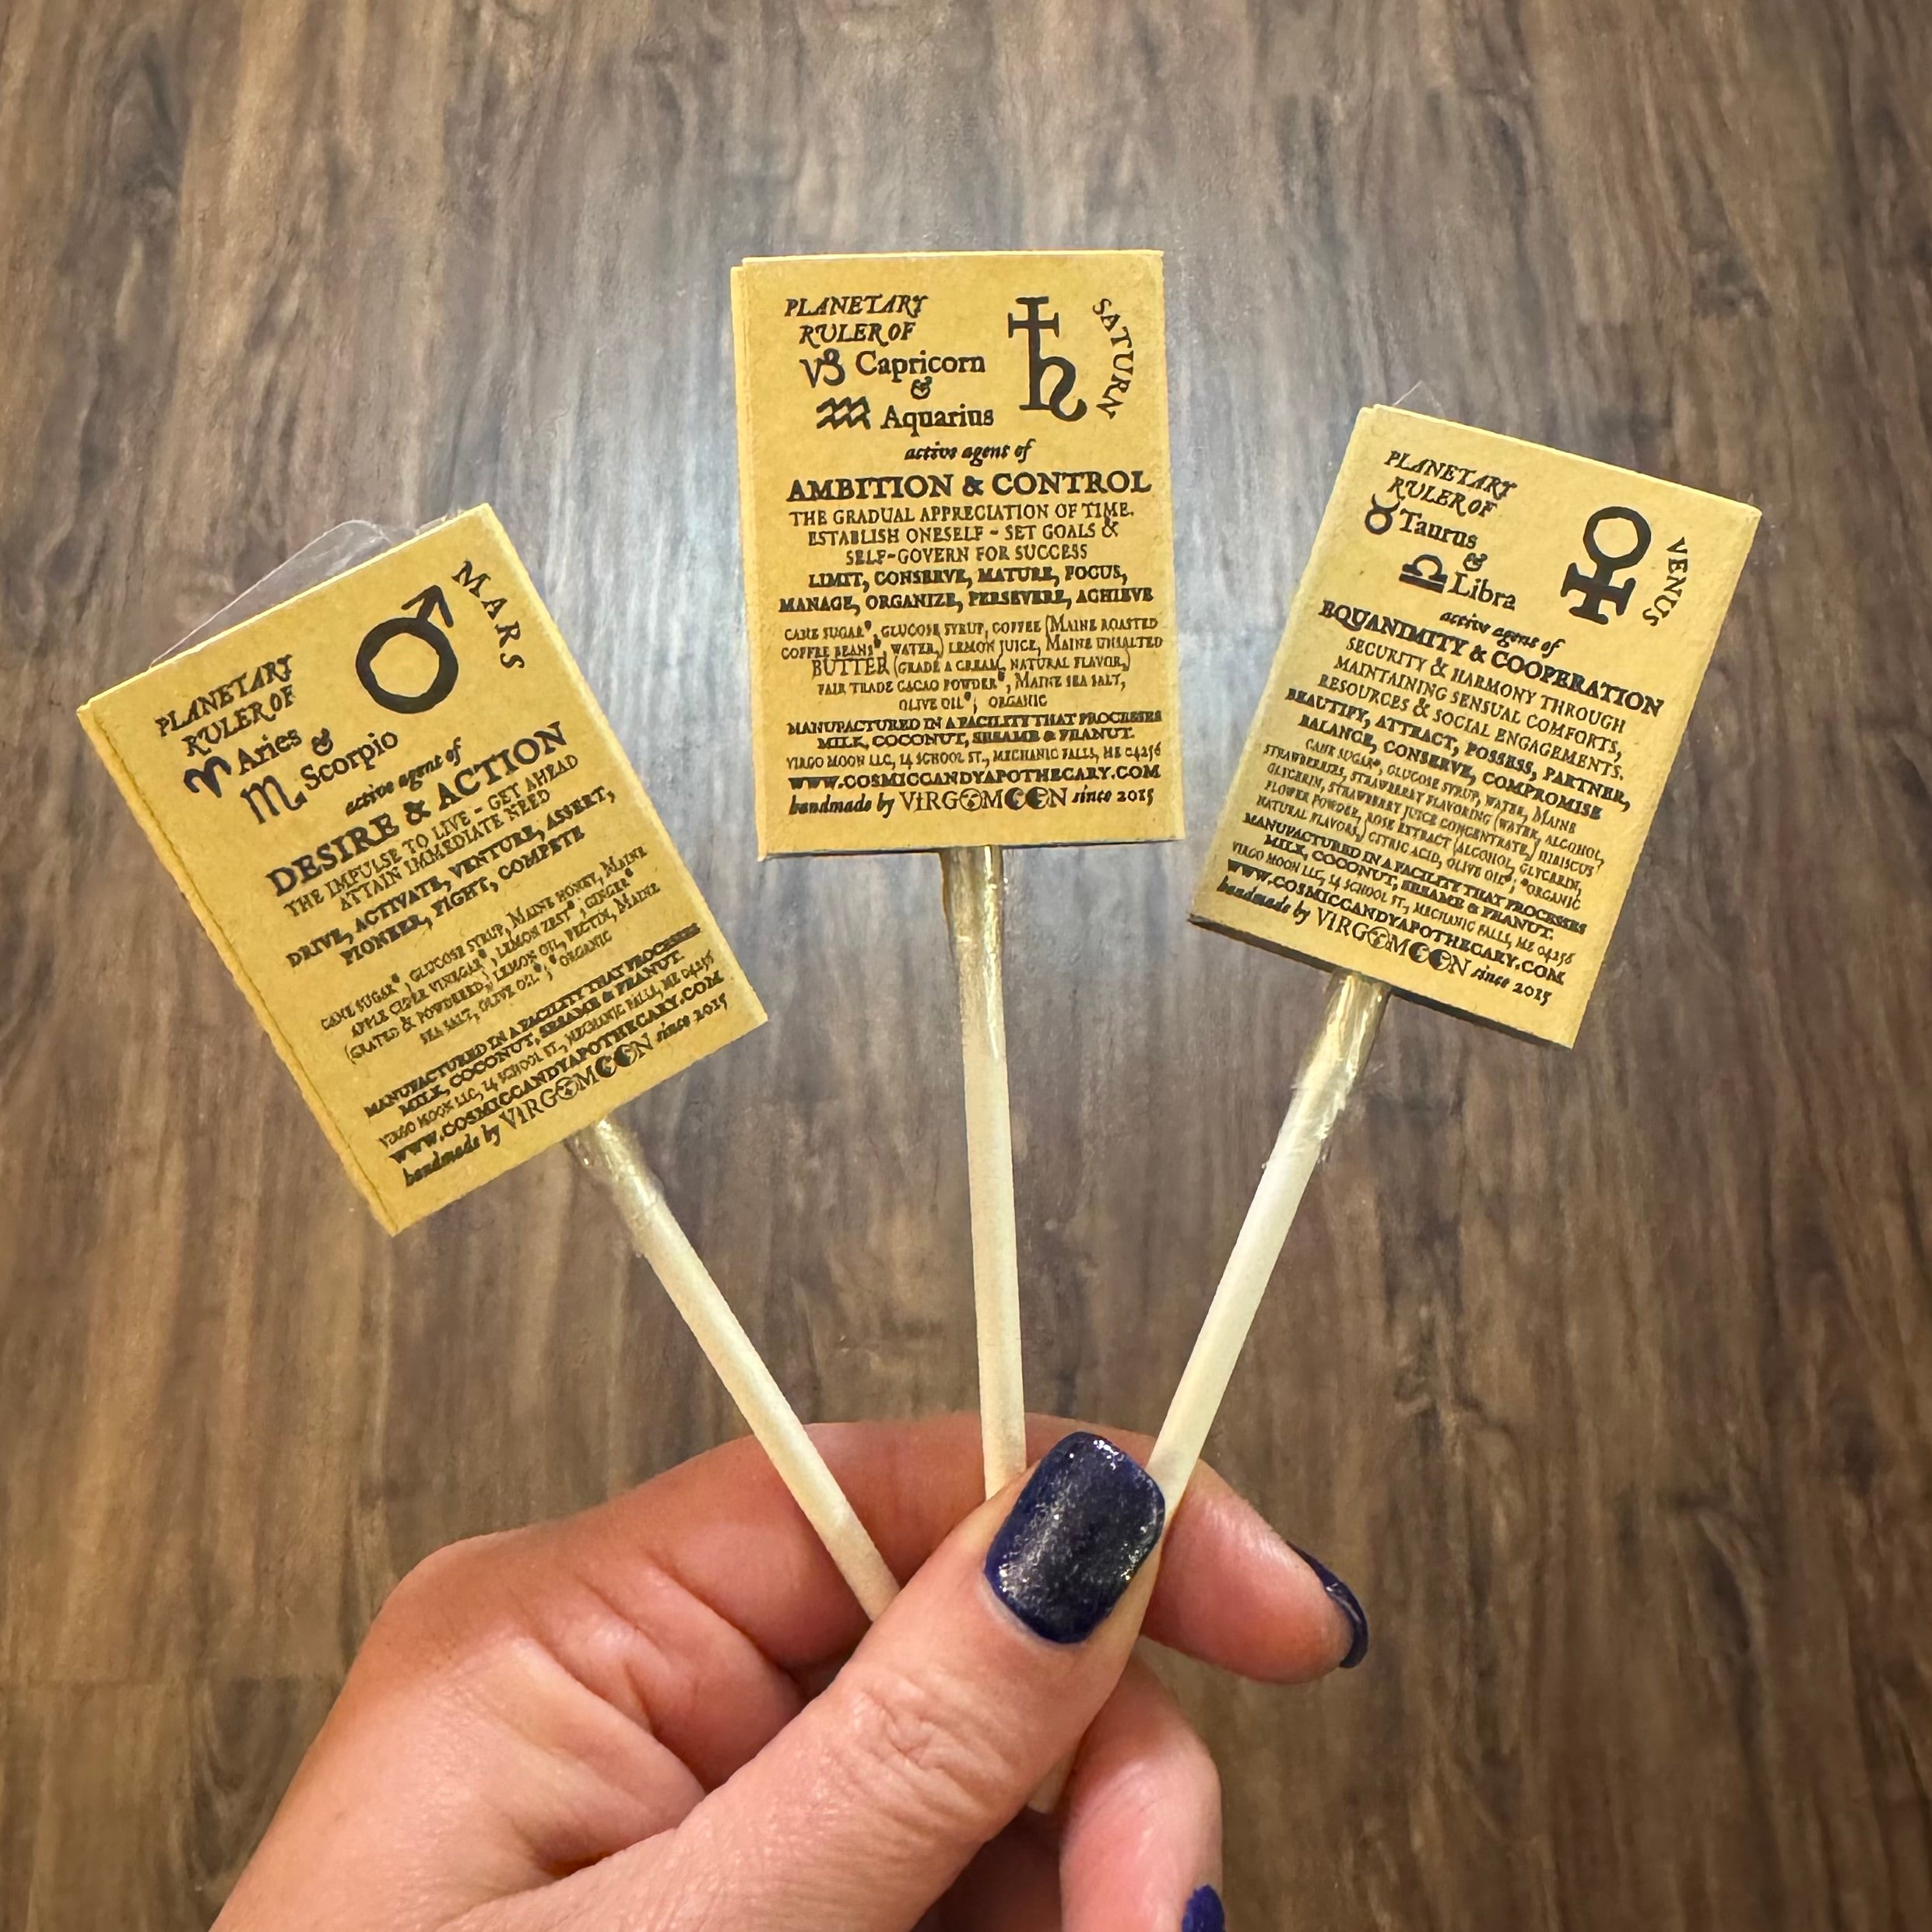 PLANETARY
RULER OF
♈ Aries &
♏ Scorpio
MARS
active agent of
DESIRE & ACTION
THE IMPULSE TO LIVE - GET AHEAD
ATTAIN IMMEDIATE NEED
DRIVE, ACTIVATE, VENTURE, ASSERT,
PIONEER, FIGHT, COMPETE
CANE SUGAR*, GLUCOSE SYRUP, MAINE HONEY, MAINE
APPLE CIDER VINEGAR*, LEMON ZEST*, GINGER*
(GRATED & POWDERED,) LEMON OIL, PECTIN, MAINE
SEA SALT, OLIVE OIL*; *ORGANIC
MANUFACTURED IN A FACILITY THAT PROCESSES
MILK, COCONUT, SESAME & PEANUT.
VIRGO MOON LLC, 14 SCHOOL ST., MECHANIC FALLS, ME 04256
WWW.COSMICCANDYAPOTHECARY.COM
handmade by VIRGOMOON since 2015
PLANETARY
RULER OF
♑ Capricorn
&
♒ Aquarius
SATURN
active agent of
AMBITION & CONTROL
THE GRADUAL APPRECIATION OF TIME.
ESTABLISH ONESELF - SET GOALS &
SELF-GOVERN FOR SUCCESS
LIMIT, CONSERVE, MATURE, FOCUS,
MANAGE, ORGANIZE, PERSEVERE, ACHIEVE
CANE SUGAR*, GLUCOSE SYRUP, COFFEE (MAINE ROASTED
COFFEE BEANS*, WATER,) LEMON JUICE, MAINE UNSALTED
BUTTER (GRADE A CREAM, NATURAL FLAVOR,)
FAIR TRADE CACAO POWDER*, MAINE SEA SALT,
OLIVE OIL*; ORGANIC
MANUFACTURED IN A FACILITY THAT PROCESSES
MILK, COCONUT, SESAME & PEANUT.
VIRGO MOON LLC, 14 SCHOOL ST., MECHANIC FALLS, ME 04256
WWW.COSMICCANDYAPOTHECARY.COM
handmade by VIRGOMOON since 2015
PLANETARY
RULER OF
♉ Taurus
&
♎ Libra
VENUS
active agent of
EQUANIMITY & COOPERATION
SECURITY & HARMONY THROUGH
MAINTAINING SENSUAL COMFORTS,
RESOURCES & SOCIAL ENGAGEMENTS.
BEAUTIFY, ATTRACT, POSSESS, PARTNER,
BALANCE, CONSERVE, COMPROMISE
CANE SUGAR*, GLUCOSE SYRUP, WATER, MAINE
STRAWBERRIES, STRAWBERRY FLAVORING (WATER, ALCOHOL,
GLYCERIN, STRAWBERRY JUICE CONCENTRATE,) HIBISCUS
FLOWER POWDER, ROSE EXTRACT (ALCOHOL, GLYCERIN,
NATURAL FLAVORS,) CITRIC ACID, OLIVE OIL*; *ORGANIC
MANUFACTURED IN A FACILITY THAT PROCESSES
MILK, COCONUT, SESAME & PEANUT.
VIRGO MOON LLC, 14 SCHOOL ST., MECHANIC FALLS, ME 04256
WWW.COSMICCANDYAPOTHECARY.COM
handmade by VIRGOMOON since 2015